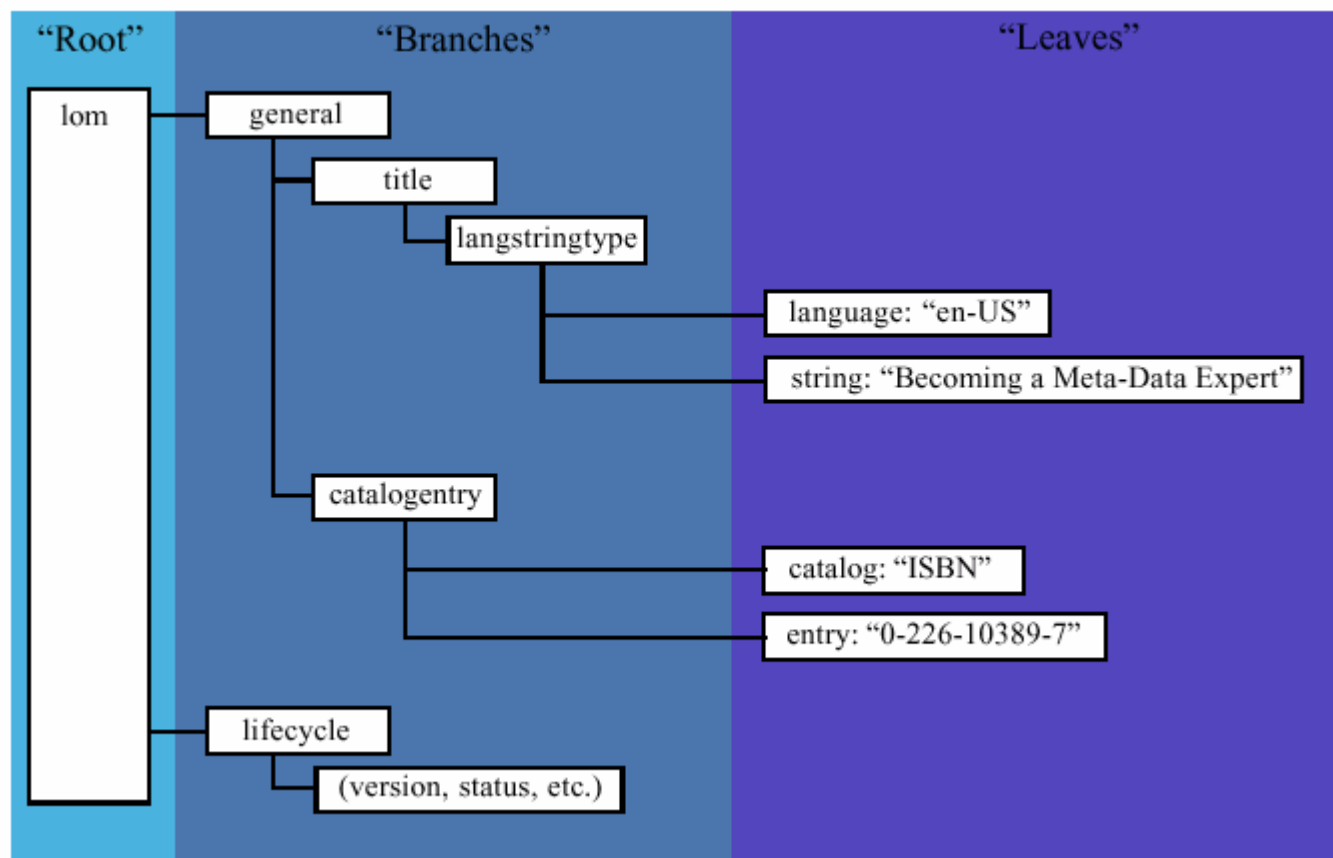 “Root”
“Branches”
“Leaves”
lom
general
title
langstringtype
language: “en-US”
string: “Becoming a Meta-Data Expert”
catalogentry
catalog: “ISBN”
entry: “0-226-10389-7”
lifecycle
(version, status, etc.)